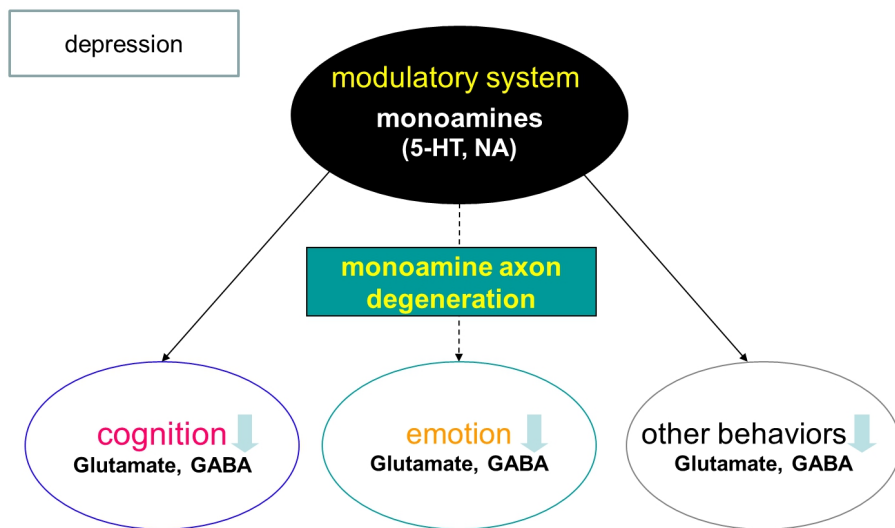 depression
modulatory system
monoamines
(5-HT, NA)
monoamine axon
degeneration
cognition
Glutamate, GABA
emotion
Glutamate, GABA
other behaviors
Glutamate, GABA